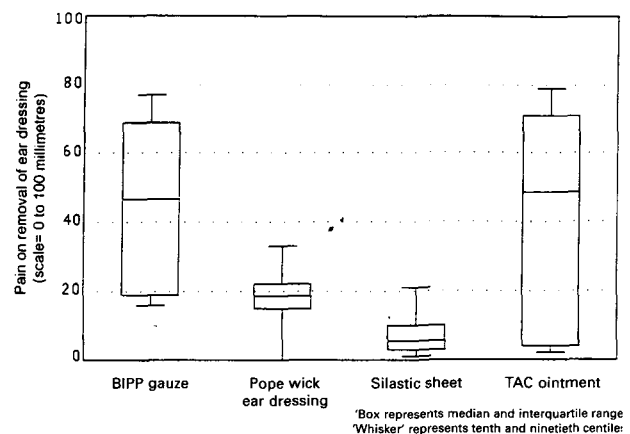 100
80
60
40
20
0
Pain on removal of ear dressing
(scale= 0 to 100 millimetres)
BIPP gauze
Pope wick
ear dressing
Silastic sheet
TAC ointment
'Box represents median and interquartile range
'Whisker' represents tenth and ninetieth centile